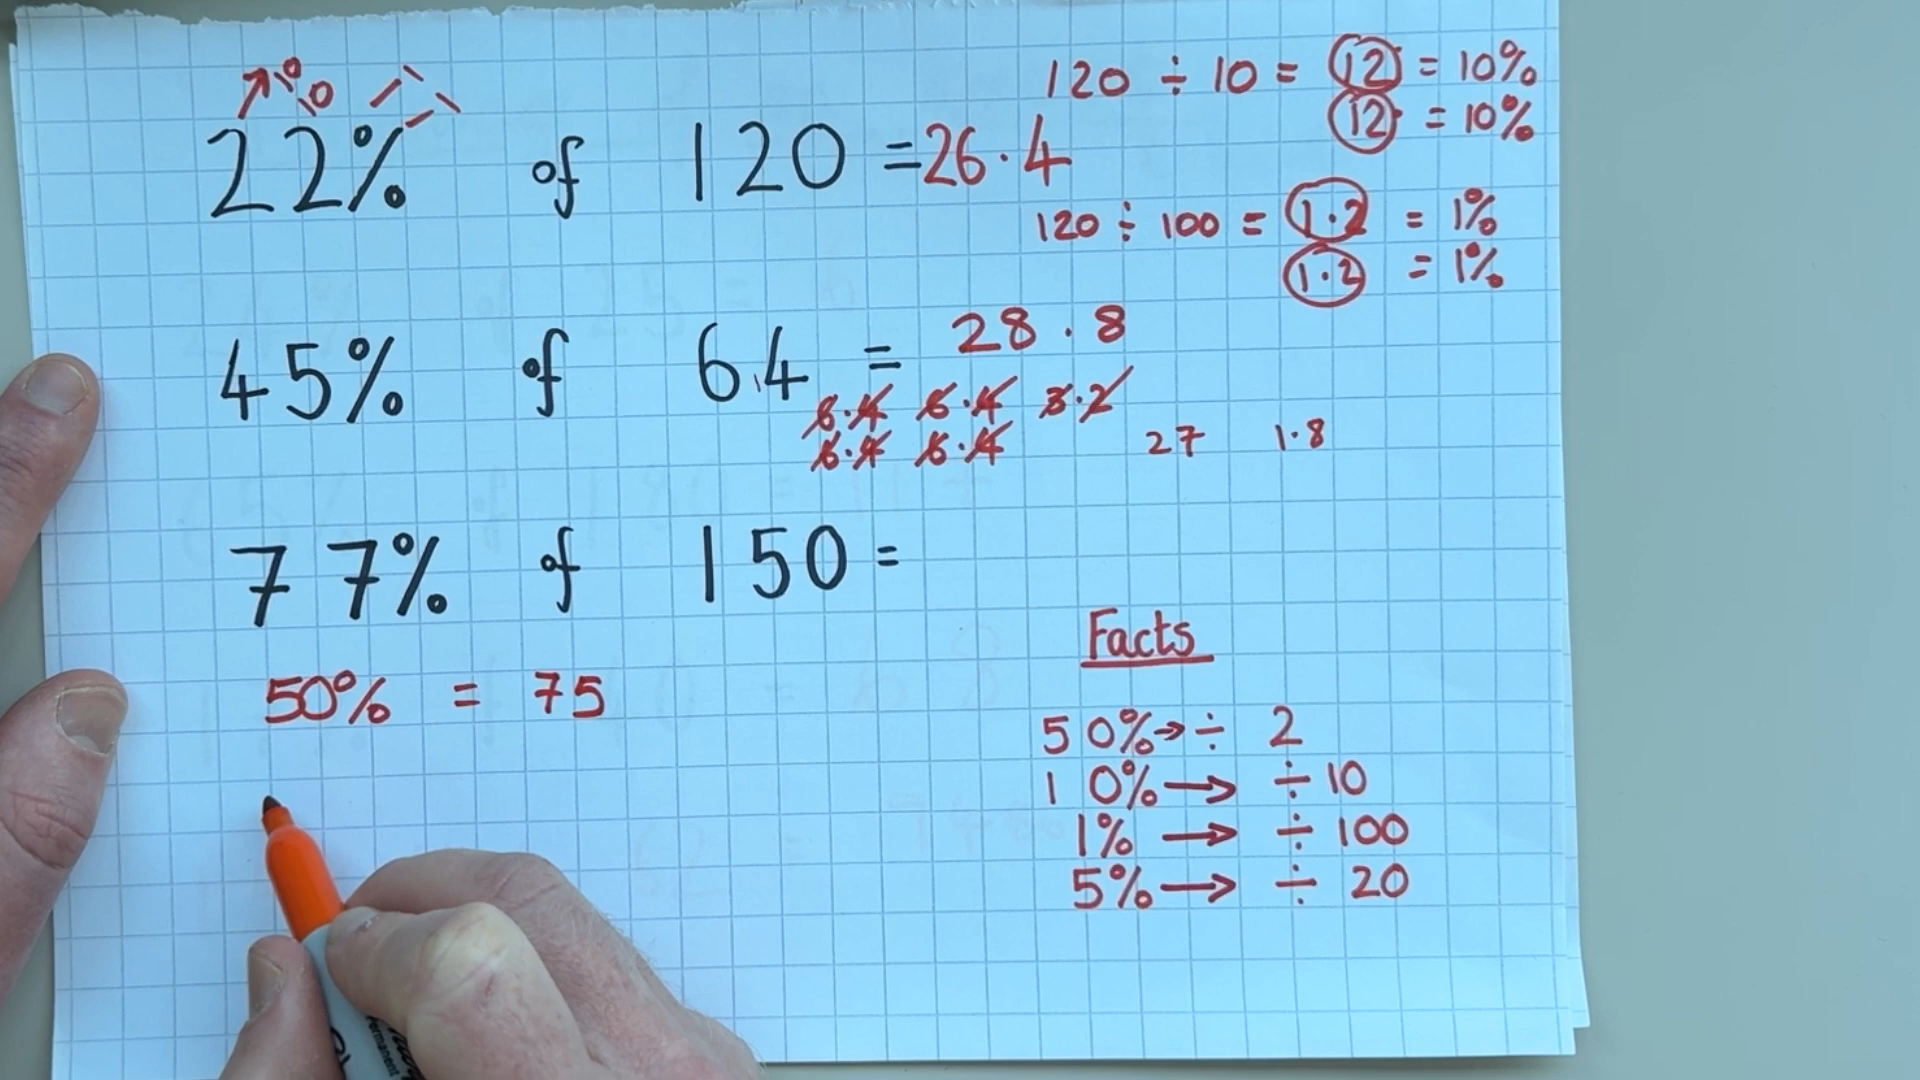 22% of 120 = 26.4
120 ÷ 10 = 12 = 10%
12 = 10%
120 ÷ 100 = 1.2 = 1%
1.2 = 1%
45% of 64 = 28.8
6.4 6.4 3.2
6.4 6.4
27 1.8
77% of 150 =
50% = 75
Facts
50% → ÷ 2
10% → ÷ 10
1% → ÷ 100
5% → ÷ 20
Permanent